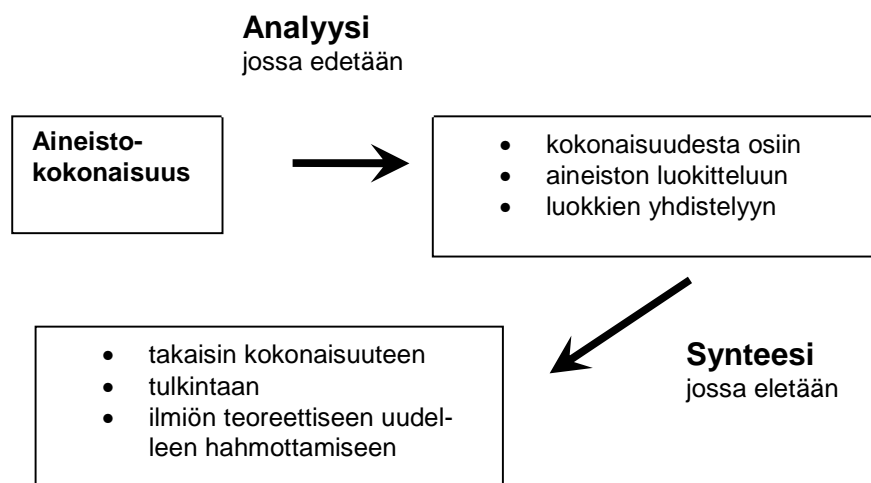 Analyysi
jossa edetään
Aineisto-
kokonaisuus
• kokonaisuudesta osiin
• aineiston luokitteluun
• luokkien yhdistelyyn
Synteesi
jossa eletään
• takaisin kokonaisuuteen
• tulkintaan
• ilmiön teoreettiseen uudel-
leen hahmottamiseen